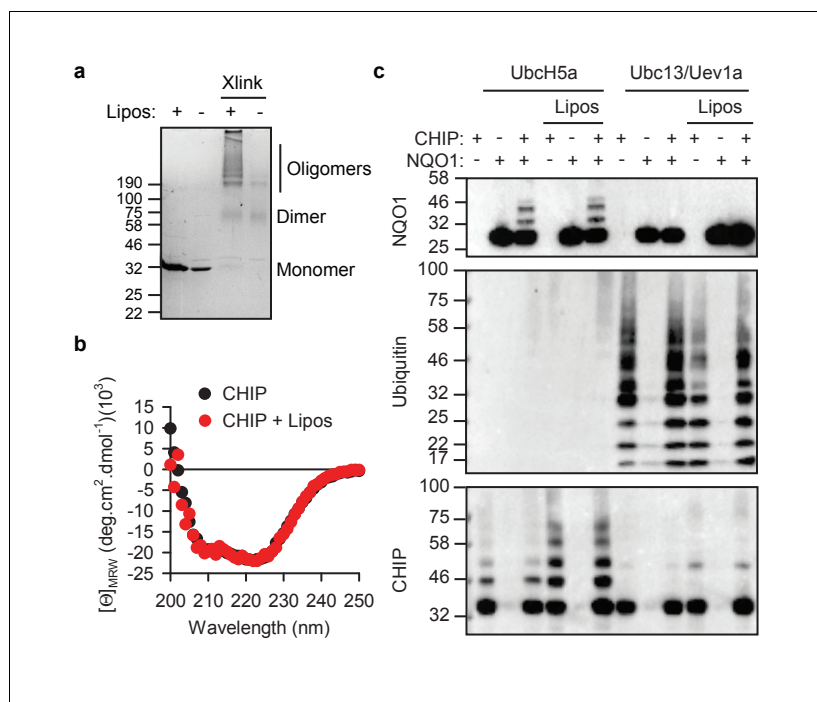 a
Xlink
Lipos: + - + -
190
100
75
58
46
32
25
22
Oligomers
Dimer
Monomer
b
CHIP
CHIP + Lipos
[Θ]MRW (deg.cm².dmol⁻¹)(10³)
10
15
10
5
0
-5
-10
-15
-20
-25
200 210 220 230 240 250
Wavelength (nm)
c
UbcH5a Ubc13/Uev1a
Lipos Lipos
CHIP: + - + + - + + - + + - +
NQO1: - + + - + + - + + - + +
NQO1
58
46
32
25
Ubiquitin
100
75
58
46
32
25
22
17
CHIP
100
75
58
46
32